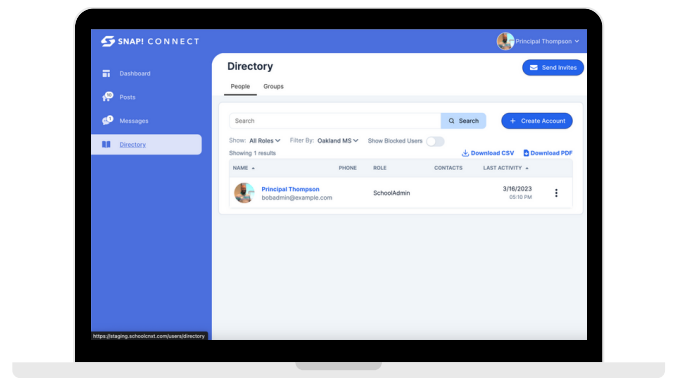 SNAP! CONNECT
Principal Thompson
Dashboard
10
Posts
1
Messages
Directory
Directory
Send Invites
People
Groups
Search
Search
+ Create Account
Show: All Roles
Filter By: Oakland MS
Show Blocked Users
Showing 1 results
Download CSV
Download PDF
NAME
PHONE
ROLE
CONTACTS
LAST ACTIVITY
Principal Thompson
bobadmin@example.com
SchoolAdmin
3/16/2023
05:10 PM
https://staging.schoolcnxt.com/users/directory